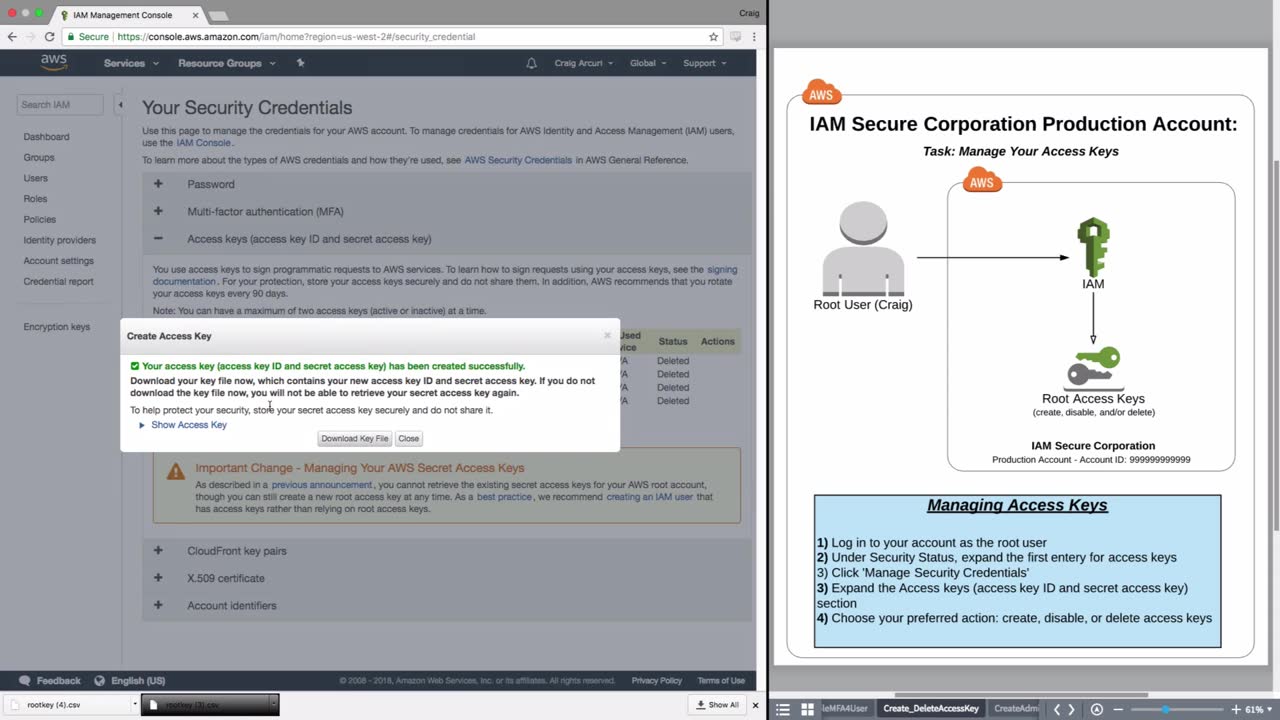 IAM Management Console
Craig
Secure
https://console.aws.amazon.com/iam/home?region=us-west-2#/security_credential
aws
Services
Resource Groups
Craig Arcuri
Global
Support
Search IAM
Dashboard
Groups
Users
Roles
Policies
Identity providers
Account settings
Credential report
Encryption keys
Your Security Credentials
Use this page to manage the credentials for your AWS account. To manage credentials for AWS Identity and Access Management (IAM) users,
use the IAM Console.
To learn more about the types of AWS credentials and how they're used, see AWS Security Credentials in AWS General Reference.
Password
Multi-factor authentication (MFA)
Access keys (access key ID and secret access key)
You use access keys to sign programmatic requests to AWS services. To learn how to sign requests using your access keys, see the signing
documentation. For your protection, store your access keys securely and do not share them. In addition, AWS recommends that you rotate
your access keys every 90 days.
Note: You can have a maximum of two access keys (active or inactive) at a time.
Used
Status
Actions
Deleted
Deleted
Deleted
Deleted
Create Access Key
Your access key (access key ID and secret access key) has been created successfully.
Download your key file now, which contains your new access key ID and secret access key. If you do not
download the key file now, you will not be able to retrieve your secret access key again.
To help protect your security, store your secret access key securely and do not share it.
Show Access Key
Download Key File
Close
Important Change - Managing Your AWS Secret Access Keys
As described in a previous announcement, you cannot retrieve the existing secret access keys for your AWS root account,
though you can still create a new root access key at any time. As a best practice, we recommend creating an IAM user that
has access keys rather than relying on root access keys.
CloudFront key pairs
X.509 certificate
Account identifiers
Feedback
English (US)
© 2008 - 2018, Amazon Web Services, Inc. or its affiliates. All rights reserved.
Privacy Policy
Terms of Use
rootkey (4).csv
rootkey (3).csv
Show All
AWS
IAM Secure Corporation Production Account:
Task: Manage Your Access Keys
AWS
Root User (Craig)
IAM
Root Access Keys
(create, disable, and/or delete)
IAM Secure Corporation
Production Account - Account ID: 999999999999
Managing Access Keys
1) Log in to your account as the root user
2) Under Security Status, expand the first entery for access keys
3) Click 'Manage Security Credentials'
3) Expand the Access keys (access key ID and secret access key)
section
4) Choose your preferred action: create, disable, or delete access keys
leMFA4User
Create_DeleteAccessKey
CreateAdmi
61%